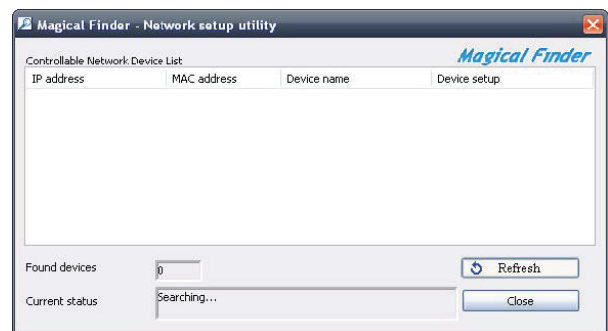 Magical Finder - Network setup utility
Controllable Network Device List
Magical Finder
IP address MAC address Device name Device setup
Found devices 0 Refresh
Current status Searching... Close